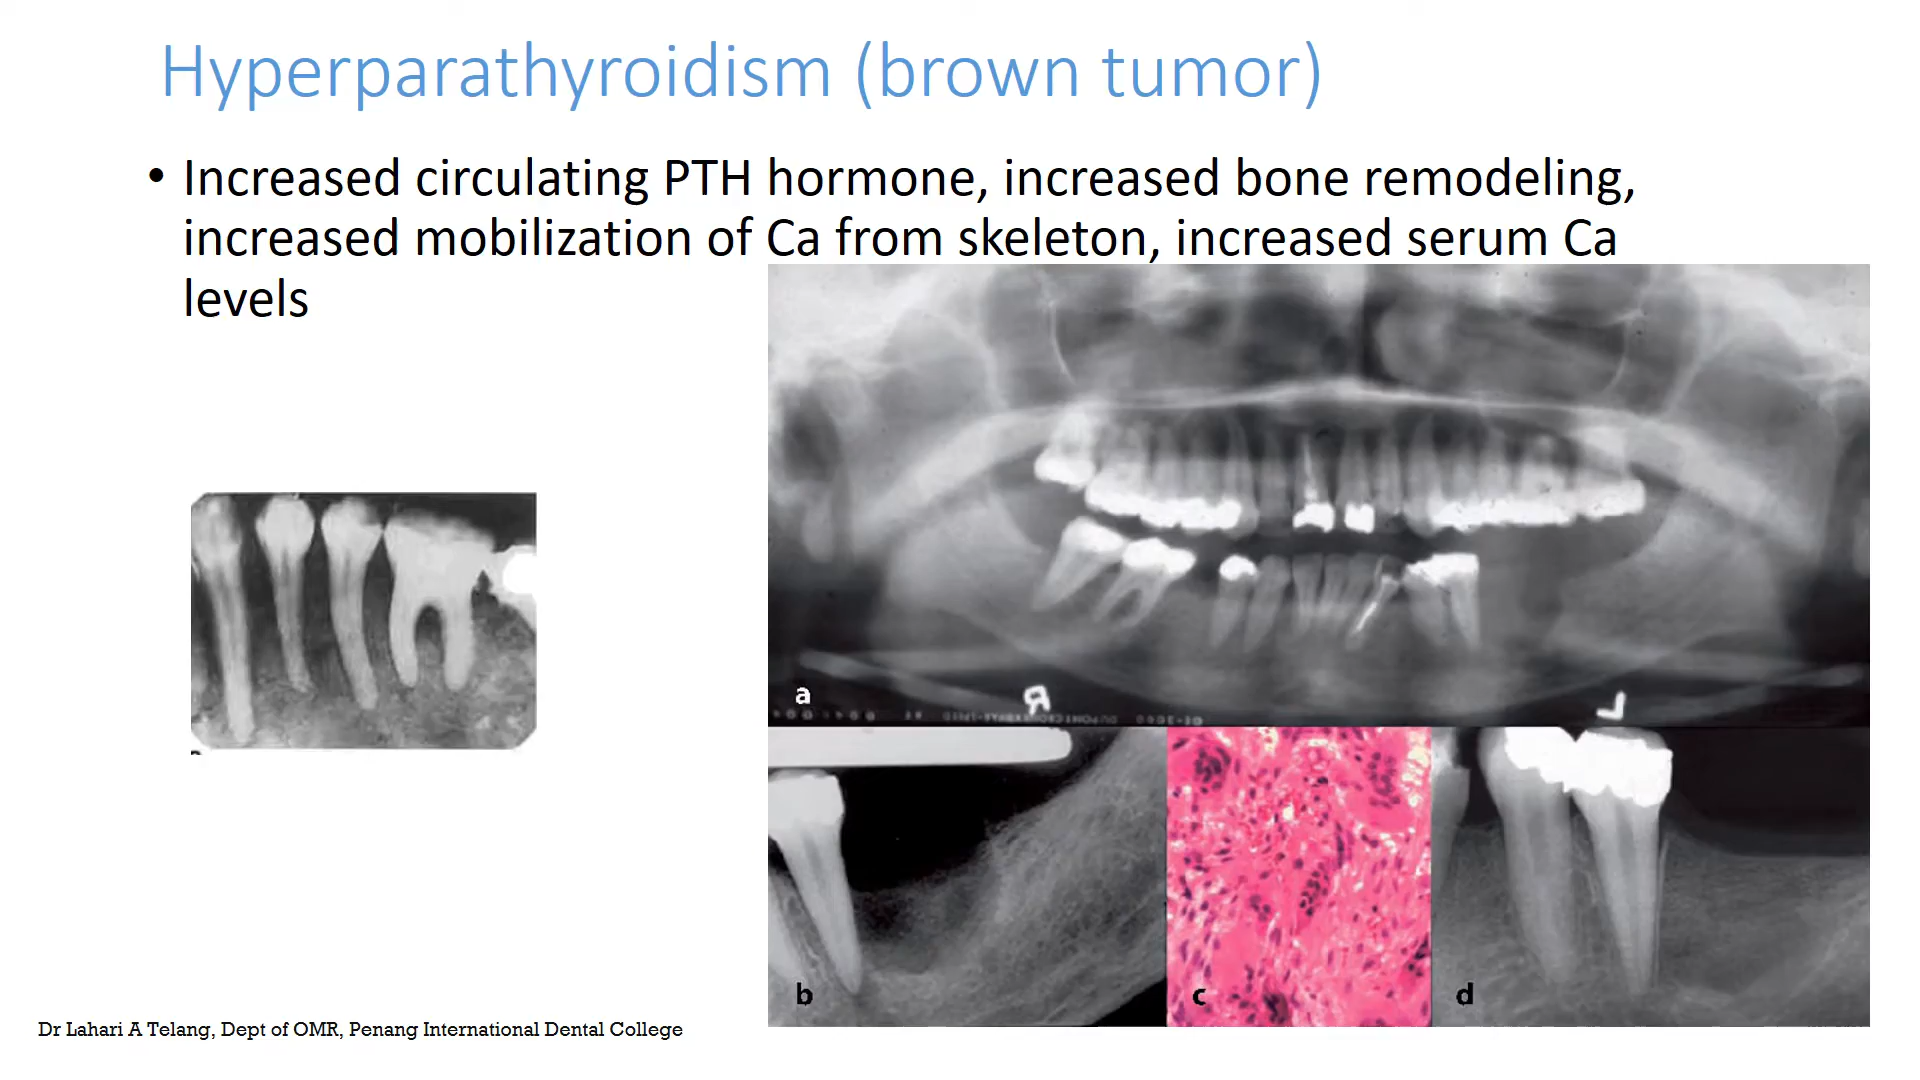 Hyperparathyroidism (brown tumor)
• Increased circulating PTH hormone, increased bone remodeling,
increased mobilization of Ca from skeleton, increased serum Ca
levels
a
R
L
b
c
d
Dr Lahari A Telang, Dept of OMR, Penang International Dental College